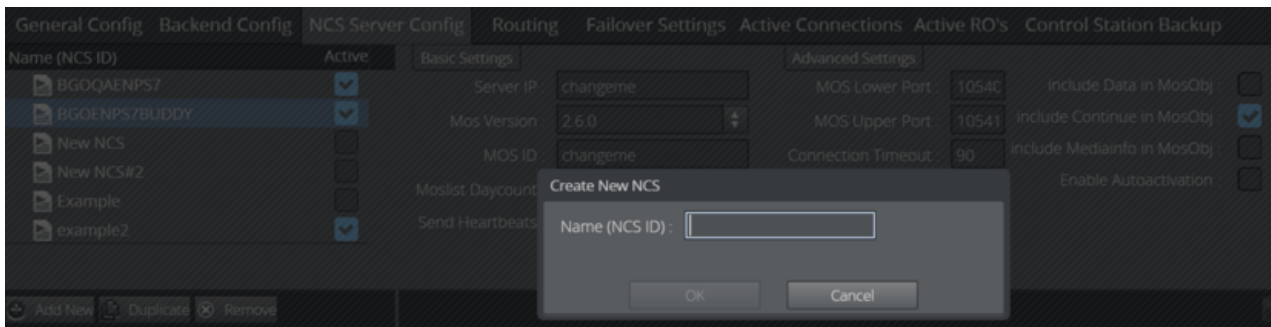 General Config Backend Config NCS Server Config Routing Failover Settings Active Connections Active RO's Control Station Backup
Name (NCS ID) Active
BGOQAENPS7
BGOENPS7BUDDY
New NCS
New NCS#2
Example
example2
Add New Duplicate Remove
Basic Settings
Server IP : changeme
Mos Version : 2.6.0
MOS ID : changeme
Moslist Daycount
Send Heartbeats
Advanced Settings
MOS Lower Port : 10540
MOS Upper Port : 10541
Connection Timeout : 90
include Data in MosObj :
include Continue in MosObj :
include Mediainfo in MosObj :
Enable Autoactivation :
Create New NCS
Name (NCS ID) :
OK Cancel